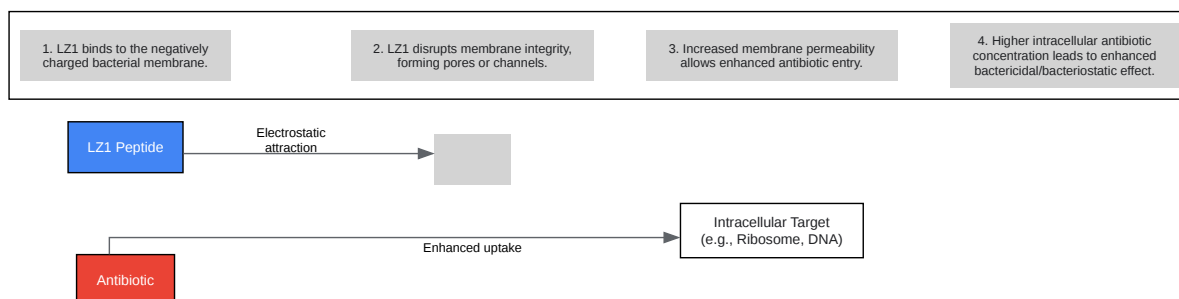 1. LZ1 binds to the negatively
charged bacterial membrane.
2. LZ1 disrupts membrane integrity,
forming pores or channels.
3. Increased membrane permeability
allows enhanced antibiotic entry.
4. Higher intracellular antibiotic
concentration leads to enhanced
bactericidal/bacteriostatic effect.
LZ1 Peptide
Electrostatic
attraction
Intracellular Target
(e.g., Ribosome, DNA)
Enhanced uptake
Antibiotic